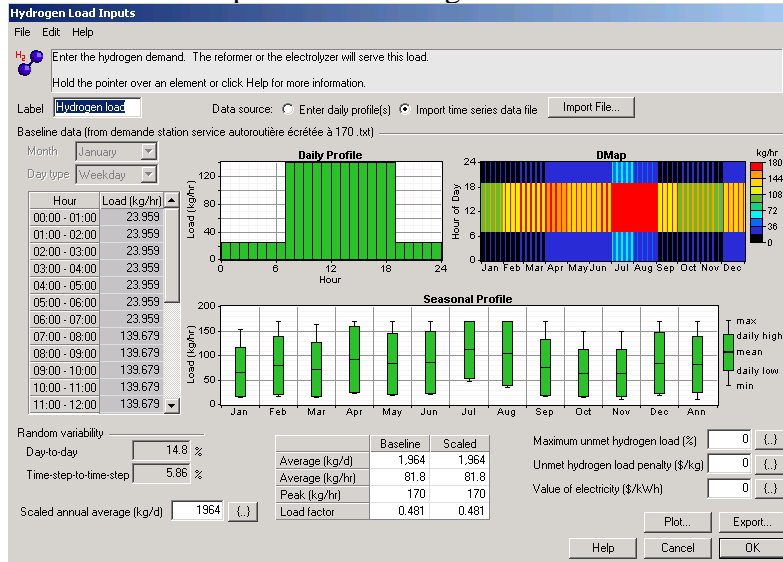 Hydrogen Load Inputs
File Edit Help
H2
Enter the hydrogen demand. The reformer or the electrolyzer will serve this load.
Hold the pointer over an element or click Help for more information.
Label Hydrogen load Data source: Enter daily profile(s) Import time series data file Import File...
Baseline data (from demande station service autoroutière écrétée à 170 .txt)
Month January
Day type Weekday
Hour Load (kg/hr)
00:00 - 01:00 23.959
01:00 - 02:00 23.959
02:00 - 03:00 23.959
03:00 - 04:00 23.959
04:00 - 05:00 23.959
05:00 - 06:00 23.959
06:00 - 07:00 23.959
07:00 - 08:00 139.679
08:00 - 09:00 139.679
09:00 - 10:00 139.679
10:00 - 11:00 139.679
11:00 - 12:00 139.679
Daily Profile
Load (kg/hr)
120
80
40
0
0 6 12 18 24
Hour
DMap
Hour of Day
24
18
12
6
0
Jan Feb Mar Apr May Jun Jul Aug Sep Oct Nov Dec
kg/hr
180
144
108
72
36
0
Seasonal Profile
Load (kg/hr)
200
150
100
50
0
Jan Feb Mar Apr May Jun Jul Aug Sep Oct Nov Dec Ann
max
daily high
mean
daily low
min
Random variability
Day-to-day 14.8 %
Time-step-to-time-step 5.86 %
Scaled annual average (kg/d) 1964 {..}
Baseline Scaled
Average (kg/d) 1,964 1,964
Average (kg/hr) 81.8 81.8
Peak (kg/hr) 170 170
Load factor 0.481 0.481
Maximum unmet hydrogen load (%) 0 {..}
Unmet hydrogen load penalty ($/kg) 0 {..}
Value of electricity ($/kWh) 0 {..}
Plot... Export...
Help Cancel OK